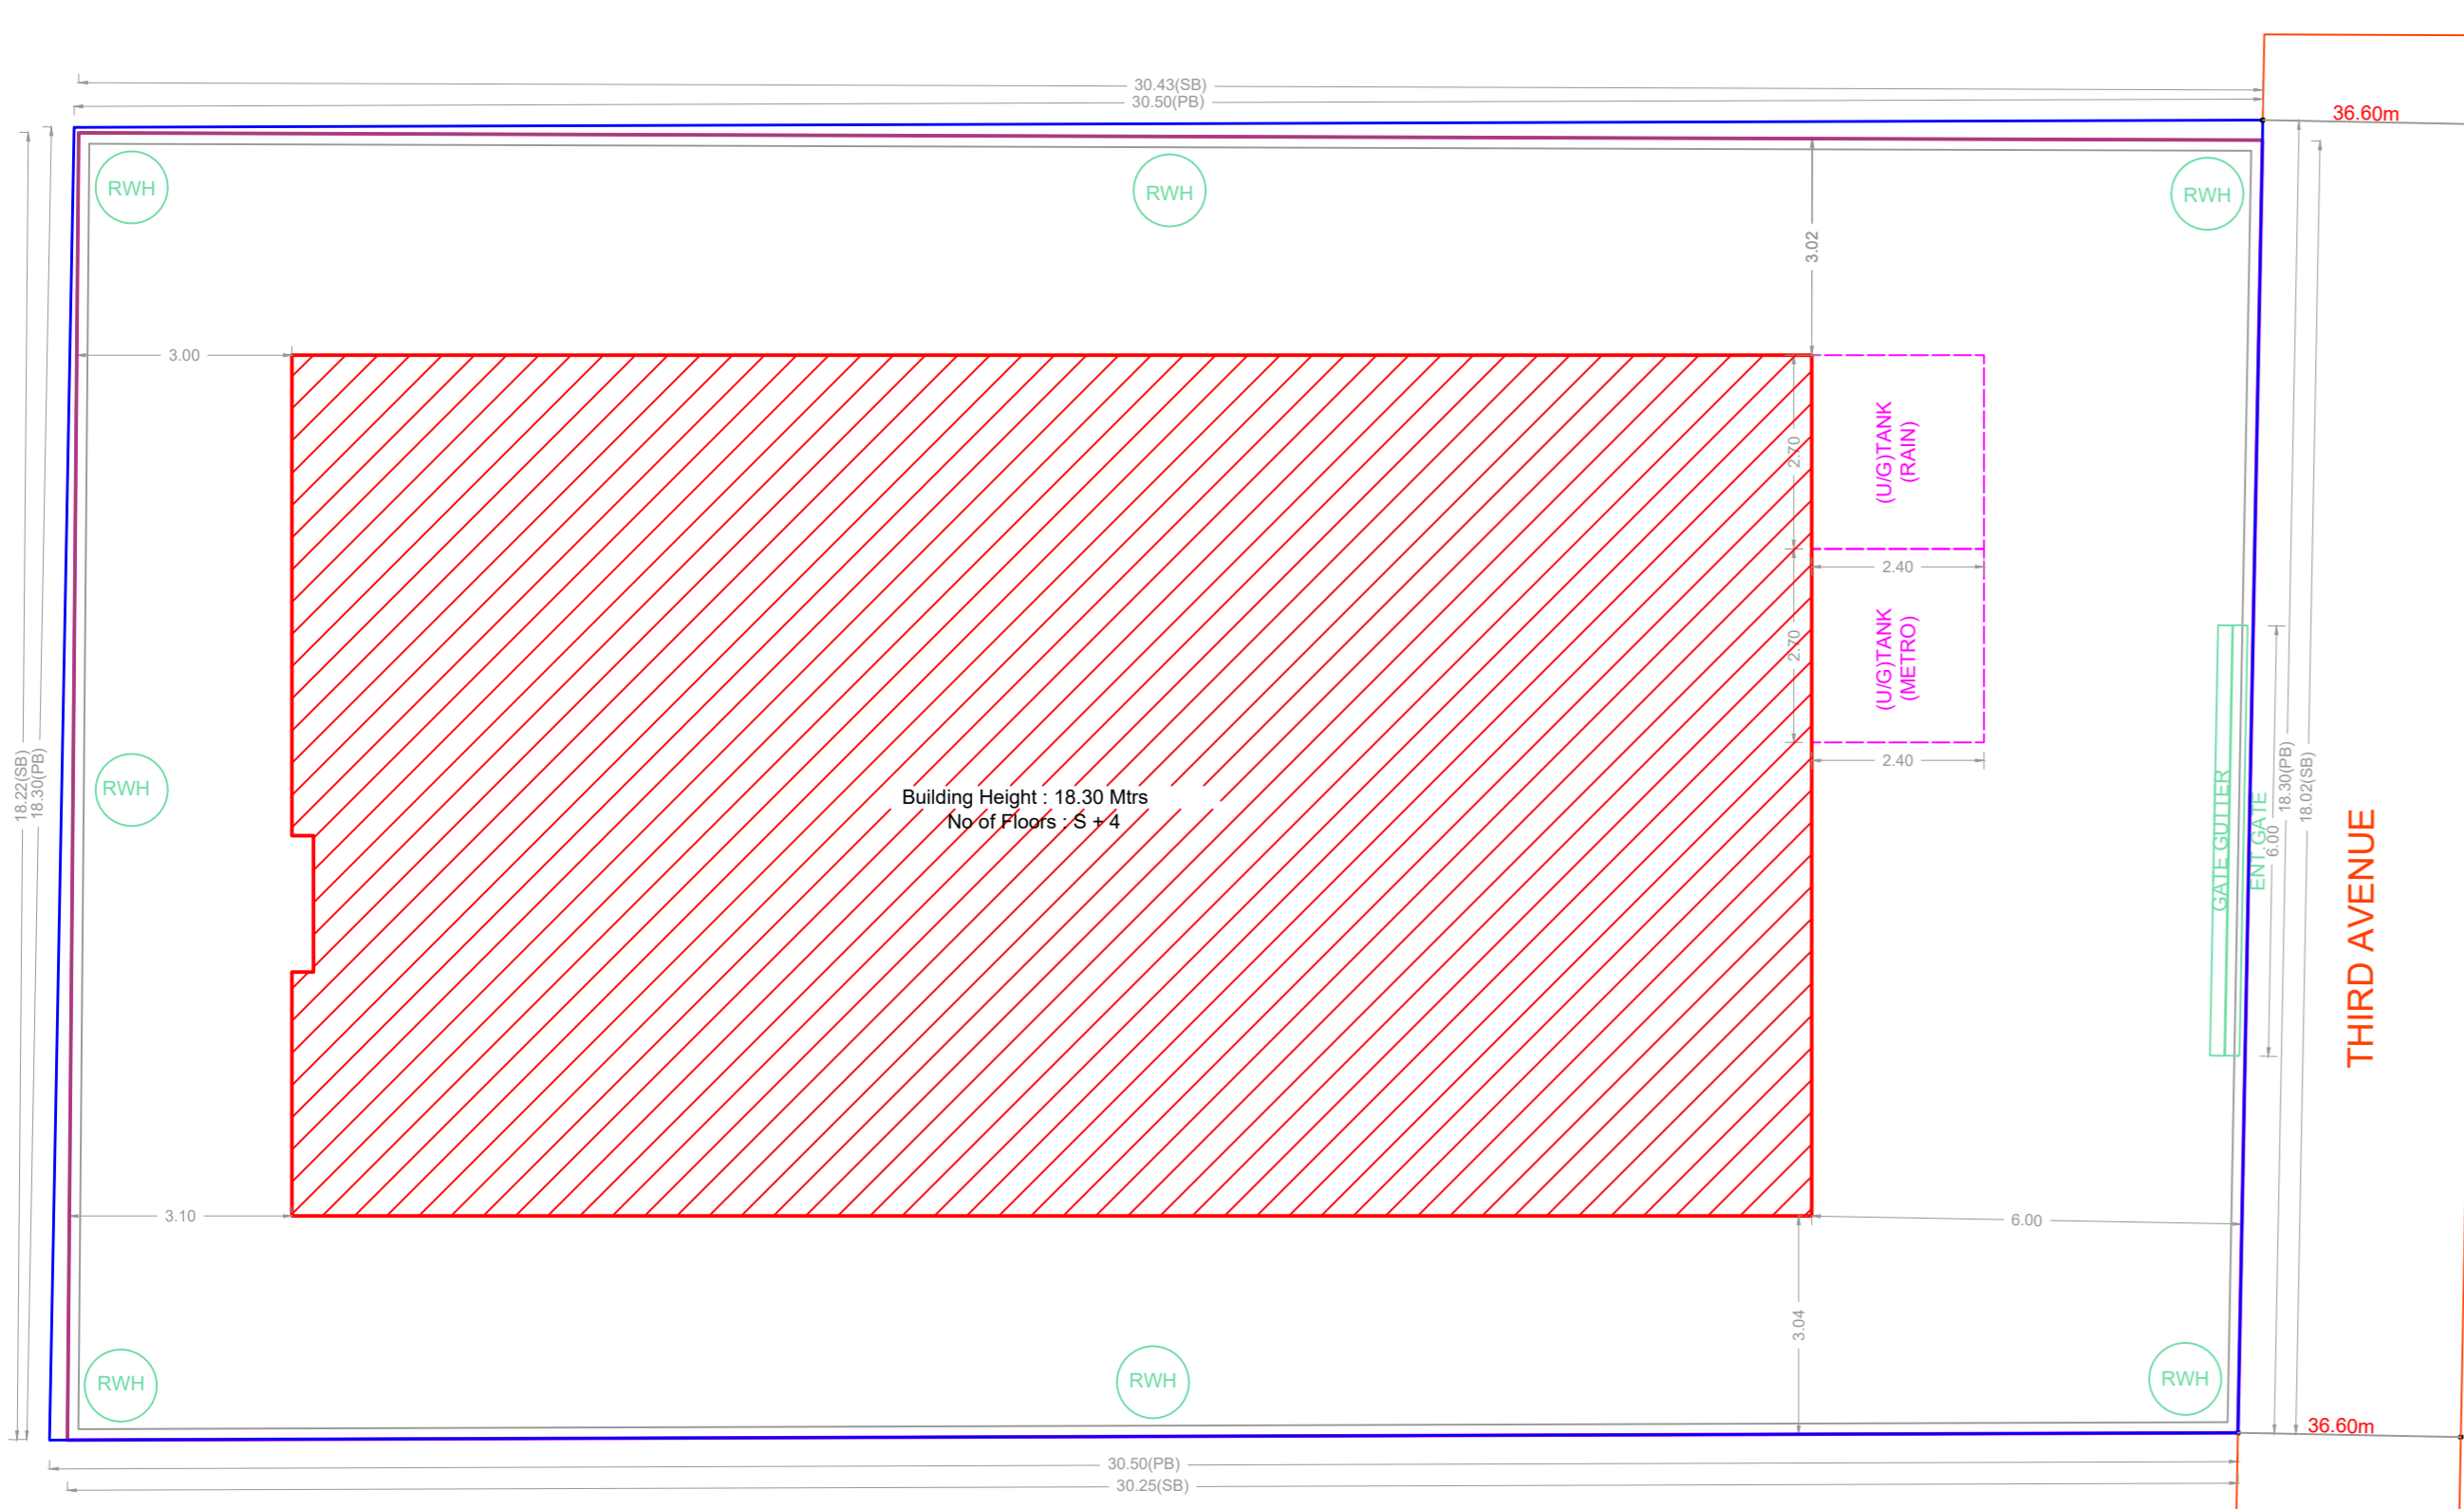 30.43(SB)
30.50(PB)
36.60m
RWH
RWH
RWH
3.02
3.00
2.70
(U/G)TANK
(RAIN)
2.40
2.70
(U/G)TANK
(METRO)
2.40
18.22(SB)
18.30(PB)
RWH
Building Height : 18.30 Mtrs
No of Floors : S + 4
GATE GUTTER
ENT. GATE
6.00
18.30(PB)
18.02(SB)
THIRD AVENUE
3.10
6.00
3.04
RWH
RWH
RWH
36.60m
30.50(PB)
30.25(SB)